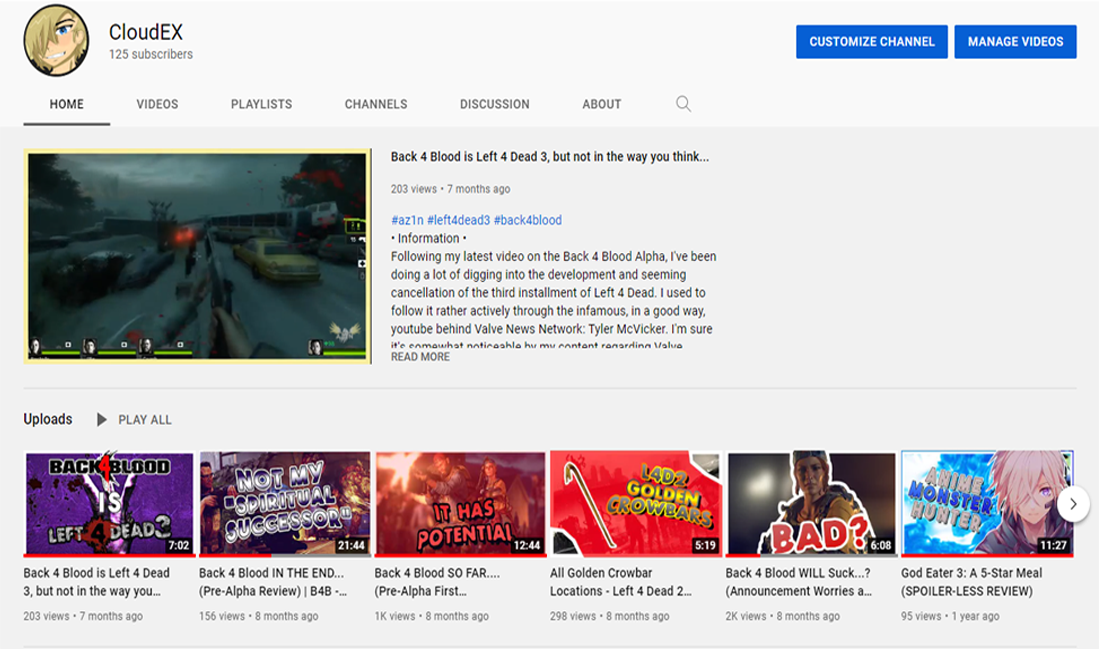 CloudEX
125 subscribers
CUSTOMIZE CHANNEL
MANAGE VIDEOS
HOME
VIDEOS
PLAYLISTS
CHANNELS
DISCUSSION
ABOUT
Back 4 Blood is Left 4 Dead 3, but not in the way you think...
203 views • 7 months ago
#az1n #left4dead3 #back4blood
• Information •
Following my latest video on the Back 4 Blood Alpha, I've been
doing a lot of digging into the development and seeming
cancellation of the third installment of Left 4 Dead. I used to
follow it rather actively through the infamous, in a good way,
youtube behind Valve News Network: Tyler McVicker. I'm sure
it's somewhat noticeable by my content regarding Valve
READ MORE
Uploads
PLAY ALL
BACK 4 BLOOD
IS
LEFT 4 DEAD 3
7:02
Back 4 Blood is Left 4 Dead
3, but not in the way you...
203 views • 7 months ago
NOT MY
"SPIRITUAL
SUCCESSOR"
21:44
Back 4 Blood IN THE END...
(Pre-Alpha Review) | B4B -...
156 views • 8 months ago
IT HAS
POTENTIAL
12:44
Back 4 Blood SO FAR....
(Pre-Alpha First...
1K views • 8 months ago
L4D2
GOLDEN
CROWBARS
5:19
All Golden Crowbar
Locations - Left 4 Dead 2...
298 views • 8 months ago
BAD?
6:08
Back 4 Blood WILL Suck...?
(Announcement Worries a...
2K views • 8 months ago
ANIME
MONSTER
HUNTER
11:27
God Eater 3: A 5-Star Meal
(SPOILER-LESS REVIEW)
95 views • 1 year ago